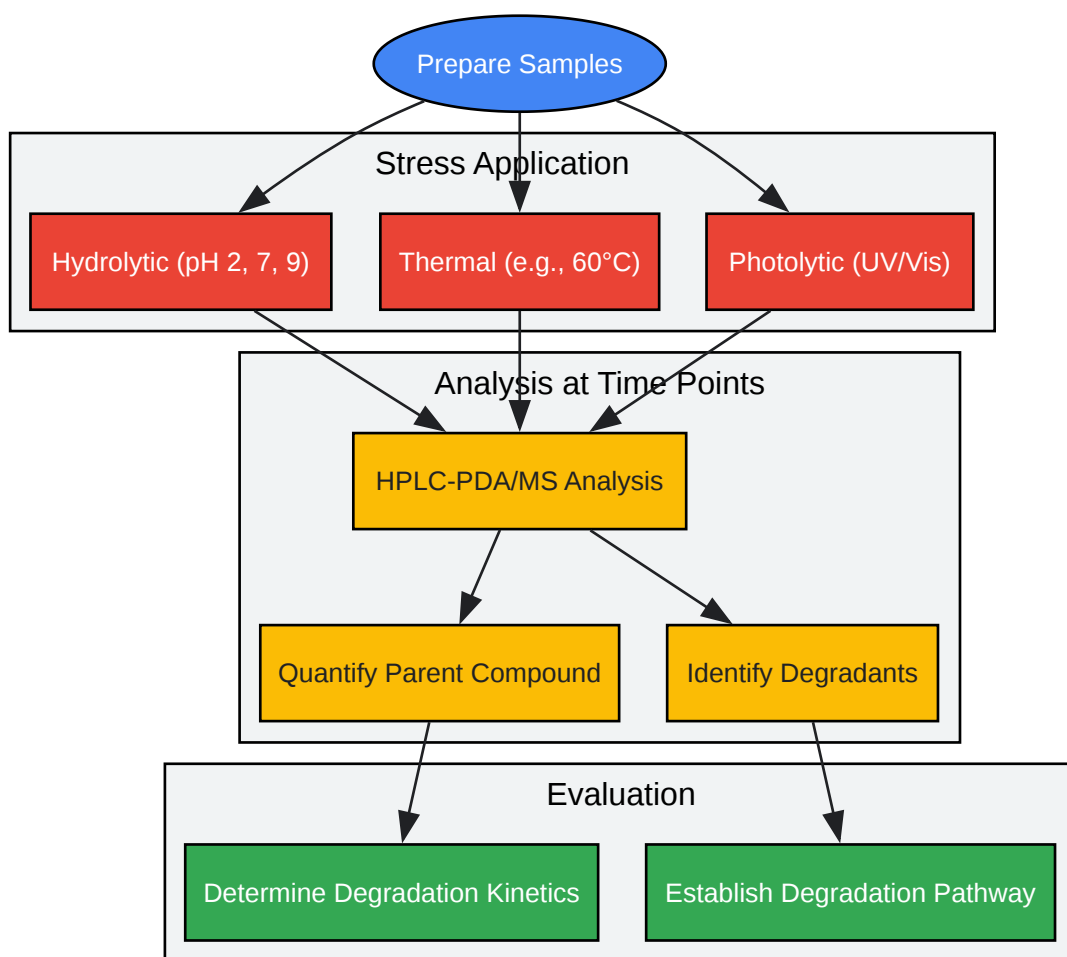 Prepare Samples
Stress Application
Hydrolytic (pH 2, 7, 9)
Thermal (e.g., 60°C)
Photolytic (UV/Vis)
Analysis at Time Points
HPLC-PDA/MS Analysis
Quantify Parent Compound
Identify Degradants
Evaluation
Determine Degradation Kinetics
Establish Degradation Pathway